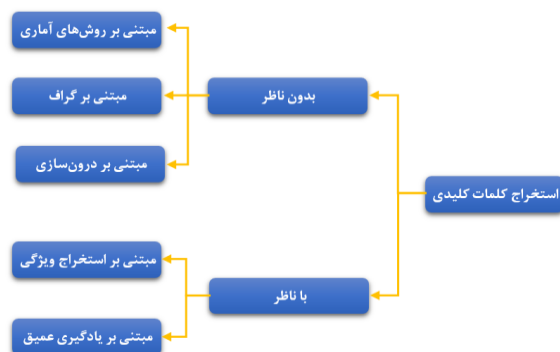 استخراج کلمات کلیدی
بدون ناظر
مبتنی بر روش‌های آماری
مبتنی بر گراف
مبتنی بر درون‌سازی
با ناظر
مبتنی بر استخراج ویژگی
مبتنی بر یادگیری عمیق